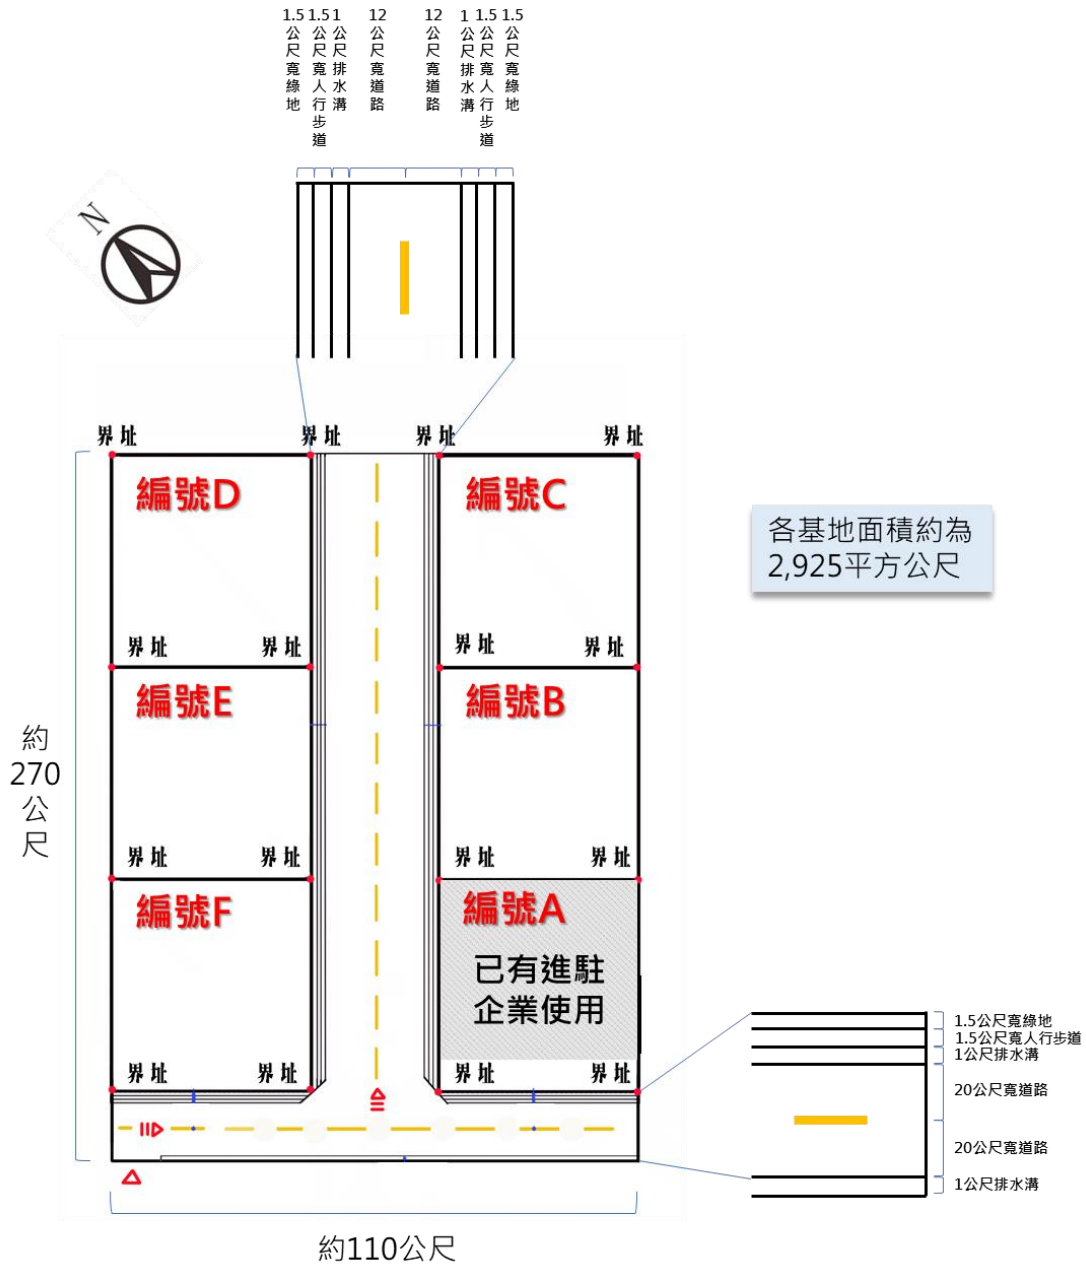 1.5公尺寬綠地
1.5公尺寬人行步道
1公尺排水溝
12公尺寬道路
12公尺寬道路
1公尺排水溝
1.5公尺寬人行步道
1.5公尺寬綠地
N
界址
界址
界址
界址
編號D
編號C
各基地面積約為
2,925平方公尺
界址
界址
界址
界址
編號E
編號B
約
270
公
尺
界址
界址
界址
界址
編號F
編號A
已有進駐
企業使用
1.5公尺寬綠地
1.5公尺寬人行步道
1公尺排水溝
界址
界址
界址
界址
20公尺寬道路
20公尺寬道路
1公尺排水溝
約110公尺